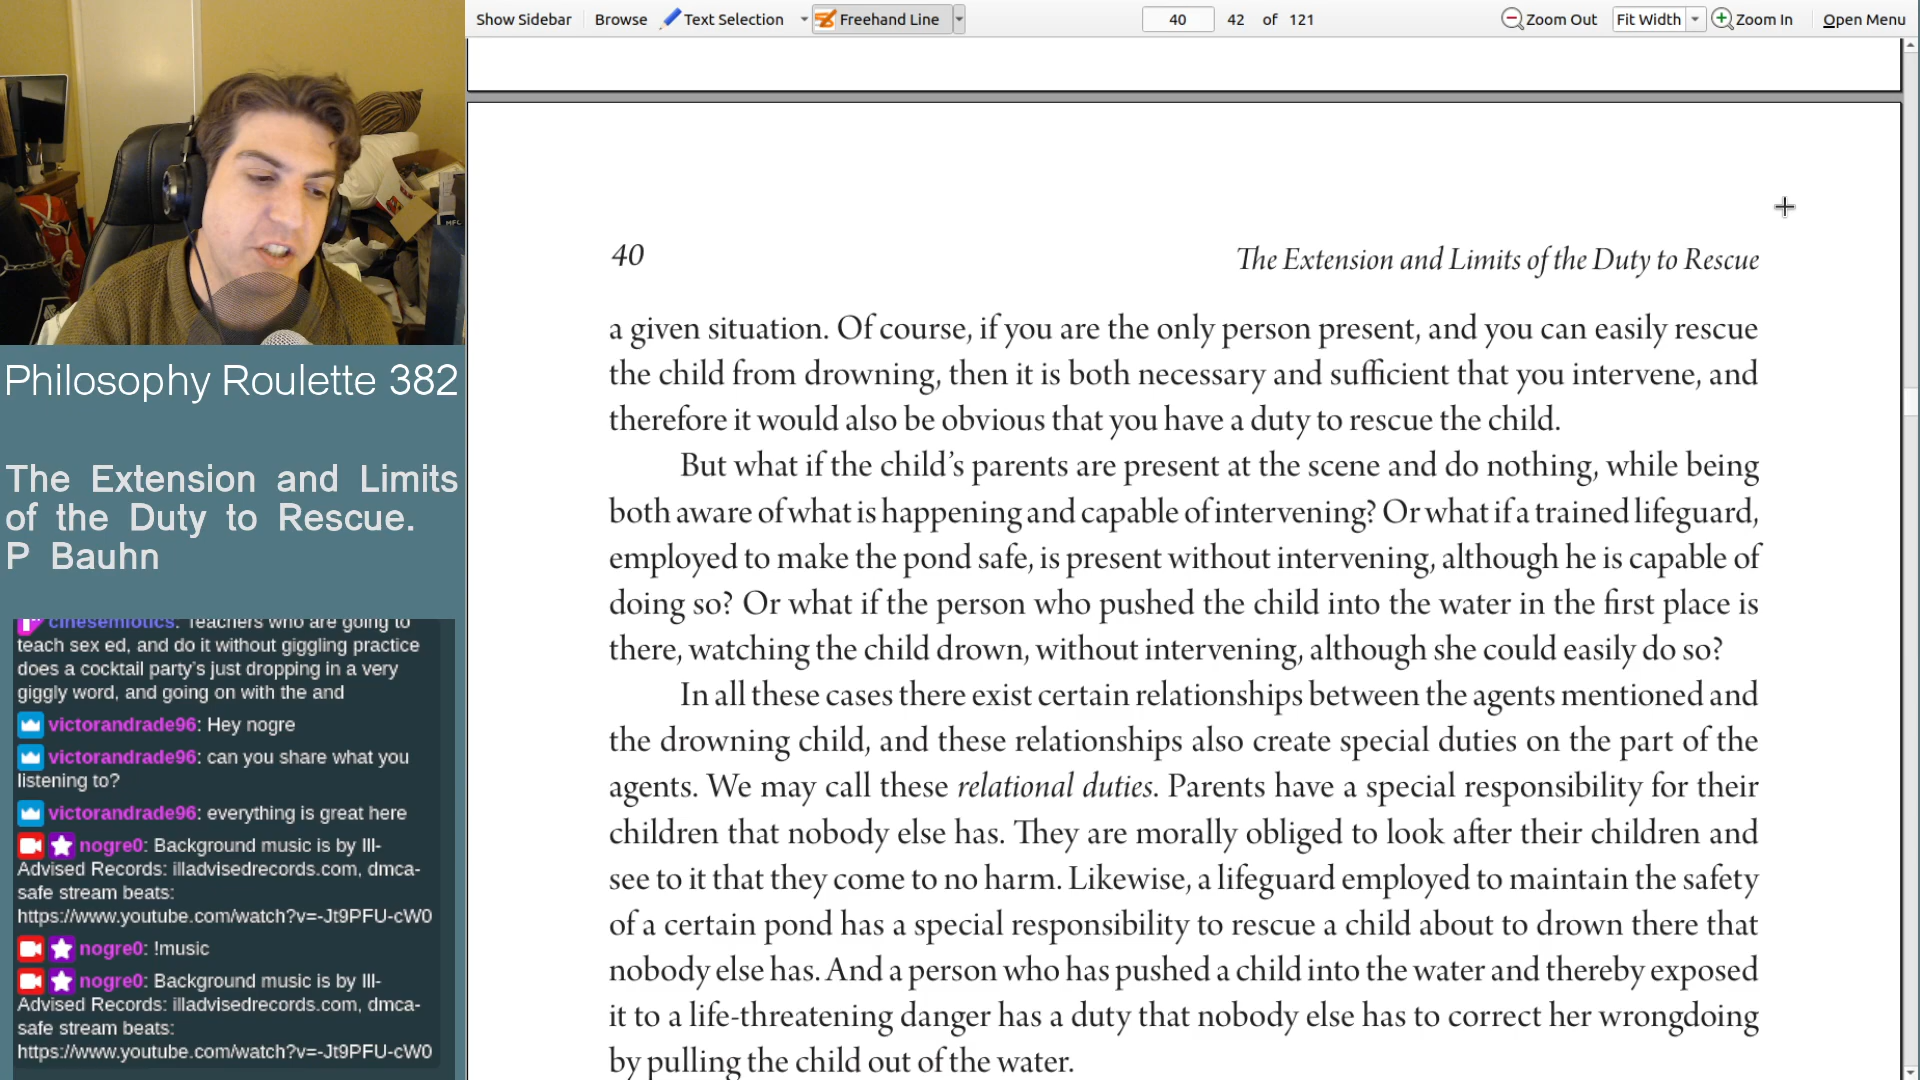 Show Sidebar Browse Text Selection Freehand Line 40 42 of 121 Zoom Out Fit Width Zoom In Open Menu
40 The Extension and Limits of the Duty to Rescue
a given situation. Of course, if you are the only person present, and you can easily rescue
the child from drowning, then it is both necessary and sufficient that you intervene, and
therefore it would also be obvious that you have a duty to rescue the child.
But what if the child's parents are present at the scene and do nothing, while being
both aware of what is happening and capable of intervening? Or what if a trained lifeguard,
employed to make the pond safe, is present without intervening, although he is capable of
doing so? Or what if the person who pushed the child into the water in the first place is
there, watching the child drown, without intervening, although she could easily do so?
In all these cases there exist certain relationships between the agents mentioned and
the drowning child, and these relationships also create special duties on the part of the
agents. We may call these relational duties. Parents have a special responsibility for their
children that nobody else has. They are morally obliged to look after their children and
see to it that they come to no harm. Likewise, a lifeguard employed to maintain the safety
of a certain pond has a special responsibility to rescue a child about to drown there that
nobody else has. And a person who has pushed a child into the water and thereby exposed
it to a life-threatening danger has a duty that nobody else has to correct her wrongdoing
by pulling the child out of the water.
Philosophy Roulette 382
The Extension and Limits
of the Duty to Rescue.
P Bauhn
cinesemiotics: Teachers who are going to
teach sex ed, and do it without giggling practice
does a cocktail party's just dropping in a very
giggly word, and going on with the and
victorandrade96: Hey nogre
victorandrade96: can you share what you
listening to?
victorandrade96: everything is great here
nogre0: Background music is by Ill-
Advised Records: illadvisedrecords.com, dmca-
safe stream beats:
https://www.youtube.com/watch?v=-Jt9PFU-cW0
nogre0: !music
nogre0: Background music is by Ill-
Advised Records: illadvisedrecords.com, dmca-
safe stream beats:
https://www.youtube.com/watch?v=-Jt9PFU-cW0